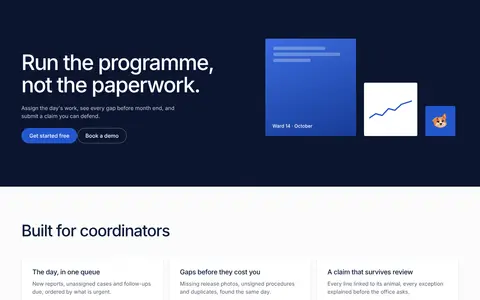 Run the programme,
not the paperwork.
Assign the day's work, see every gap before month end, and
submit a claim you can defend.
Get started free
Book a demo
Ward 14 · October
Built for coordinators
The day, in one queue
New reports, unassigned cases and follow-ups
due, ordered by what is urgent.
Gaps before they cost you
Missing release photos, unsigned procedures
and duplicates, found the same day.
A claim that survives review
Every line linked to its animal, every exception
explained before the office asks.